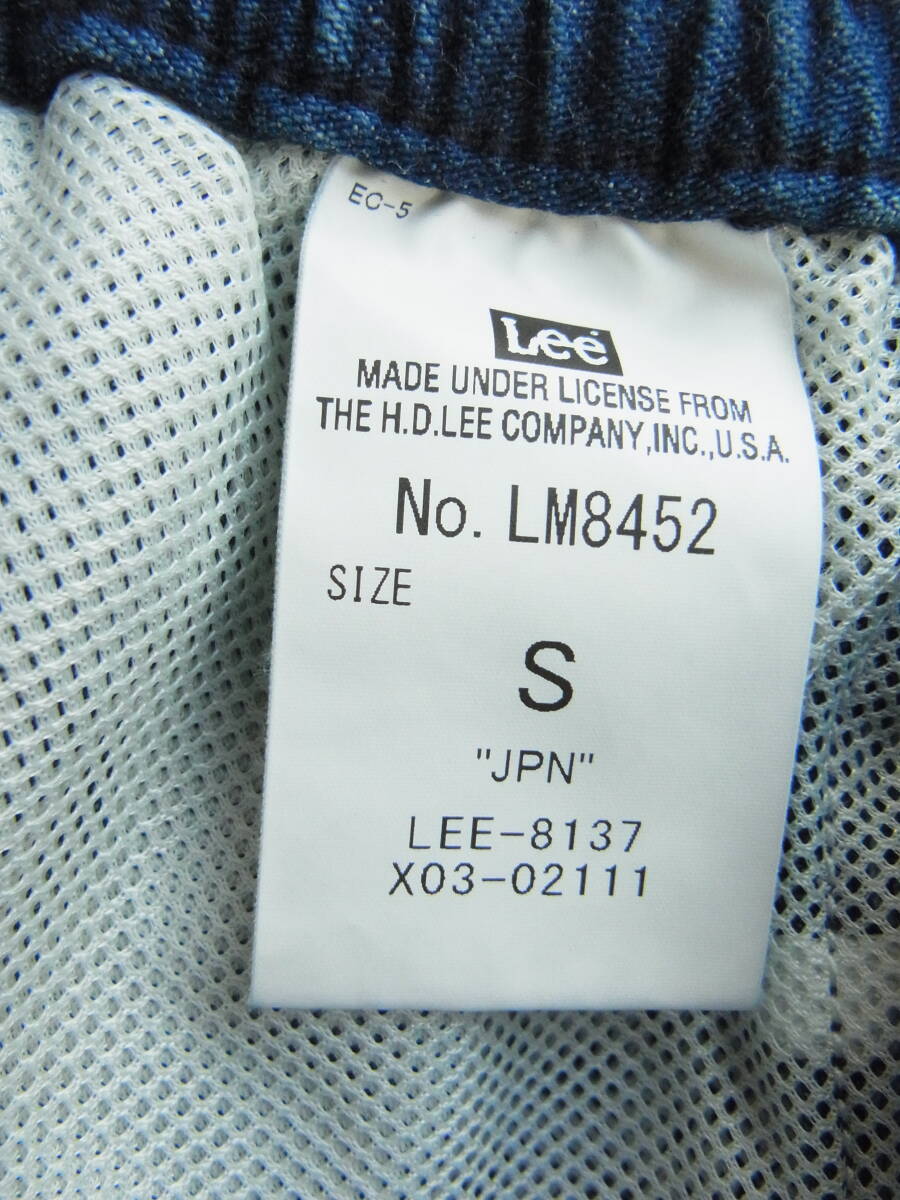 EC-5
Lee
MADE UNDER LICENSE FROM
THE H.D.LEE COMPANY,INC.,U.S.A.
No. LM8452
SIZE
S
"JPN"
LEE-8137
X03-02111